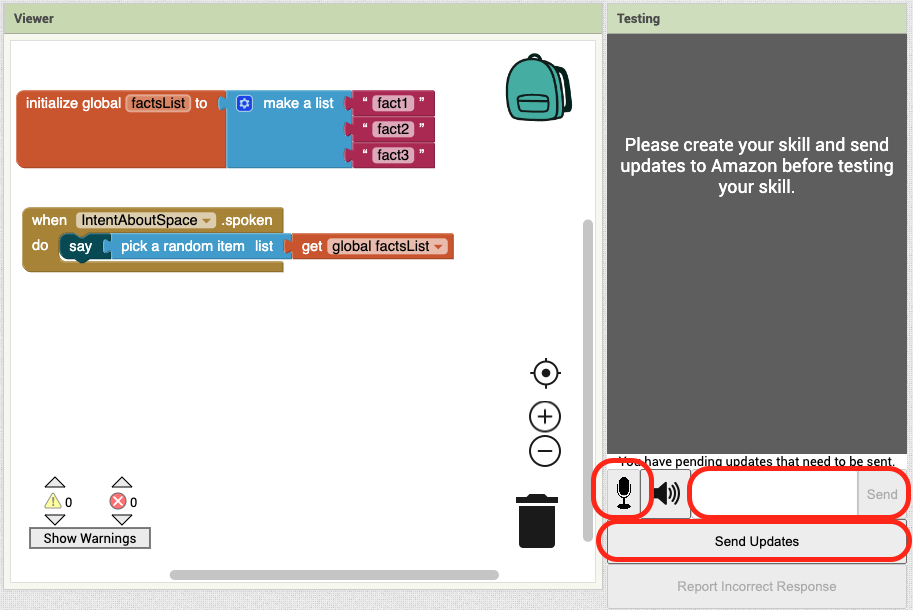 Viewer
Testing
initialize global factsList to make a list " fact1 "
" fact2 "
" fact3 "
when IntentAboutSpace .spoken
do say pick a random item list get global factsList
Please create your skill and send
updates to Amazon before testing
your skill.
You have pending updates that need to be sent.
Send
Send Updates
Report Incorrect Response
0 0
Show Warnings